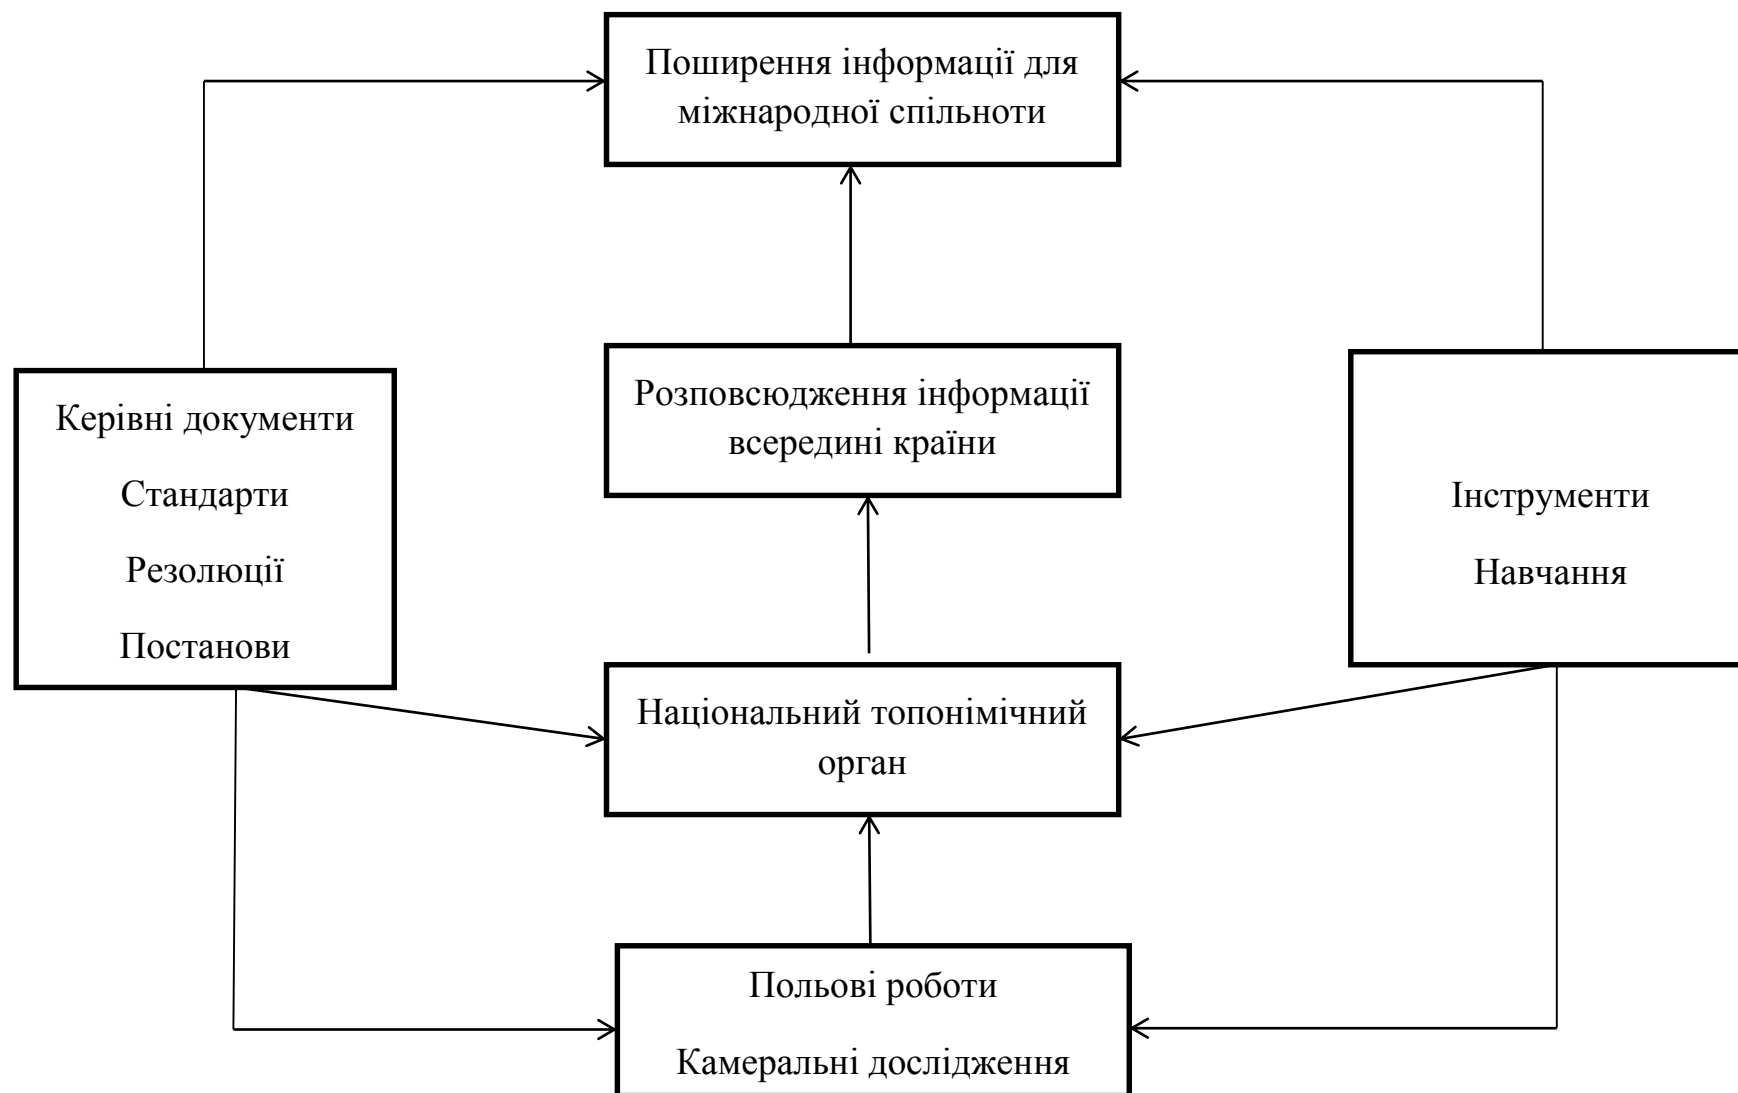 Поширення інформації для
міжнародної спільноти
Керівні документи
Стандарти
Резолюції
Постанови
Розповсюдження інформації
всередині країни
Інструменти
Навчання
Національний топонімічний
орган
Польові роботи
Камеральні дослідження